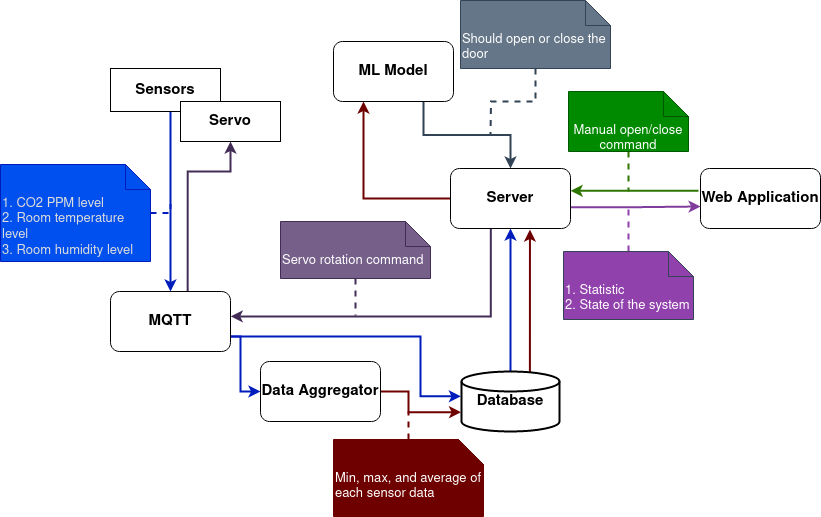 Should open or close the
door
ML Model
Sensors
Servo
Manual open/close
command
1. CO2 PPM level
2. Room temperature
level
3. Room humidity level
Server
Web Application
Servo rotation command
1. Statistic
2. State of the system
MQTT
Data Aggregator
Database
Min, max, and average of
each sensor data